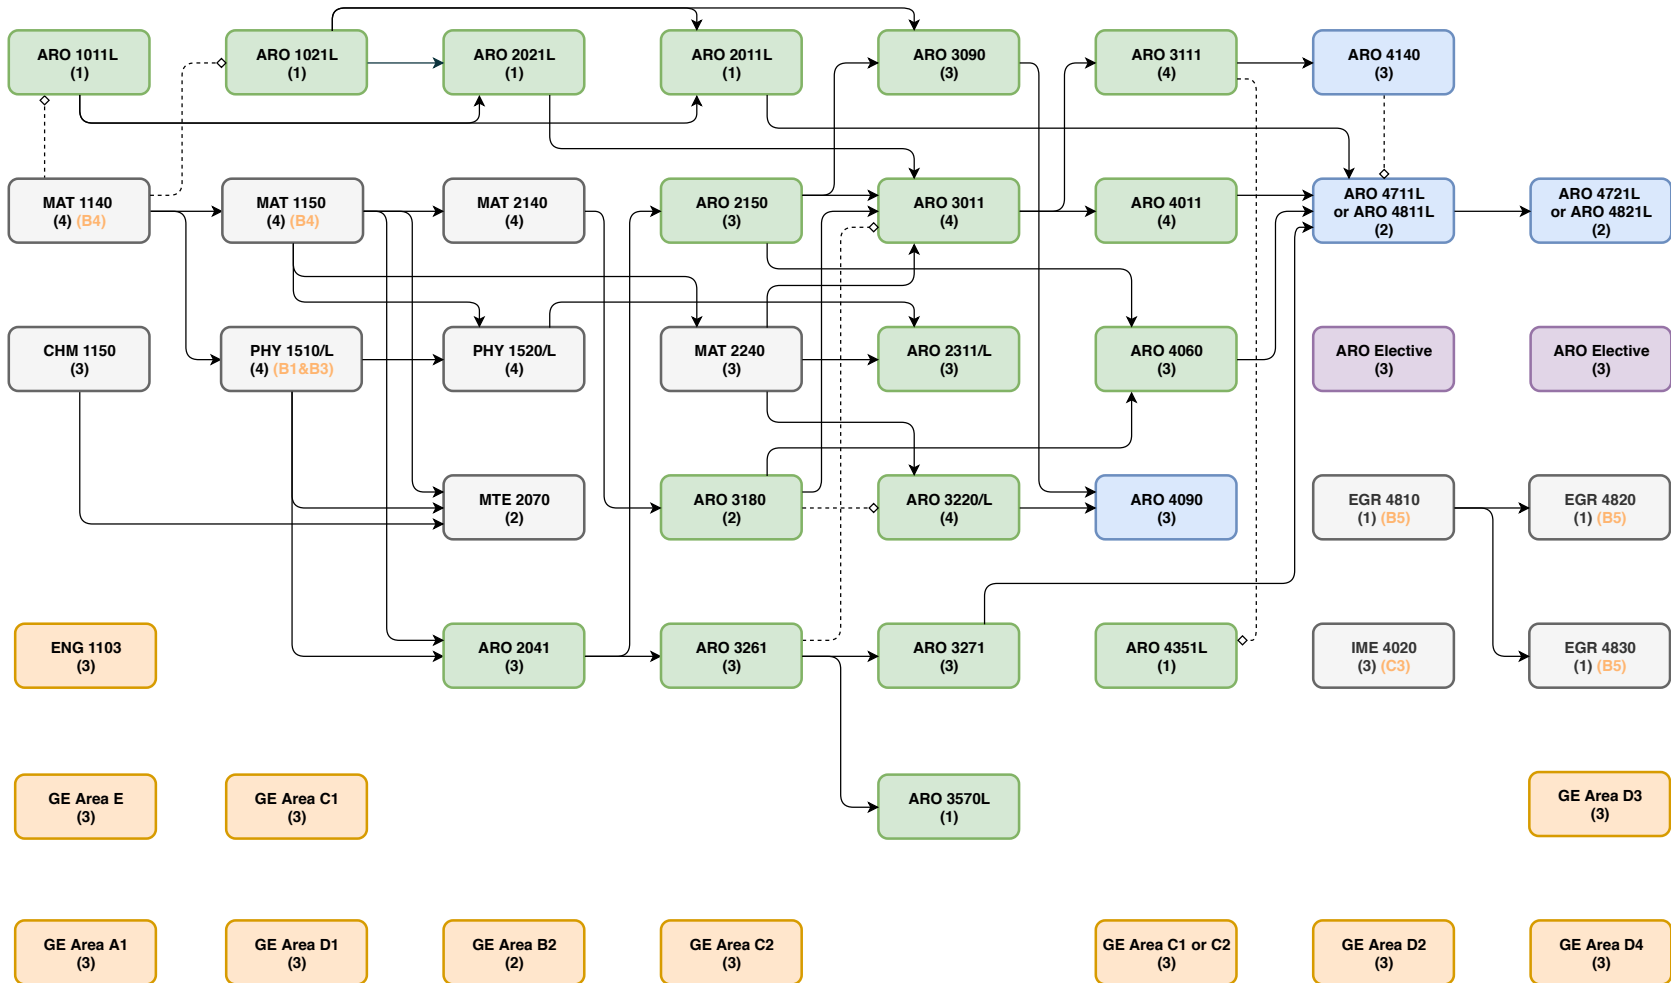 ARO 1011L
(1)
ARO 1021L
(1)
ARO 2021L
(1)
ARO 2011L
(1)
ARO 3090
(3)
ARO 3111
(4)
ARO 4140
(3)
MAT 1140
(4) (B4)
MAT 1150
(4) (B4)
MAT 2140
(4)
ARO 2150
(3)
ARO 3011
(4)
ARO 4011
(4)
ARO 4711L
or ARO 4811L
(2)
ARO 4721L
or ARO 4821L
(2)
CHM 1150
(3)
PHY 1510/L
(4) (B1&B3)
PHY 1520/L
(4)
MAT 2240
(3)
ARO 2311/L
(3)
ARO 4060
(3)
ARO Elective
(3)
ARO Elective
(3)
MTE 2070
(2)
ARO 3180
(2)
ARO 3220/L
(4)
ARO 4090
(3)
EGR 4810
(1) (B5)
EGR 4820
(1) (B5)
ENG 1103
(3)
ARO 2041
(3)
ARO 3261
(3)
ARO 3271
(3)
ARO 4351L
(1)
IME 4020
(3) (C3)
EGR 4830
(1) (B5)
GE Area E
(3)
GE Area C1
(3)
ARO 3570L
(1)
GE Area D3
(3)
GE Area A1
(3)
GE Area D1
(3)
GE Area B2
(2)
GE Area C2
(3)
GE Area C1 or C2
(3)
GE Area D2
(3)
GE Area D4
(3)